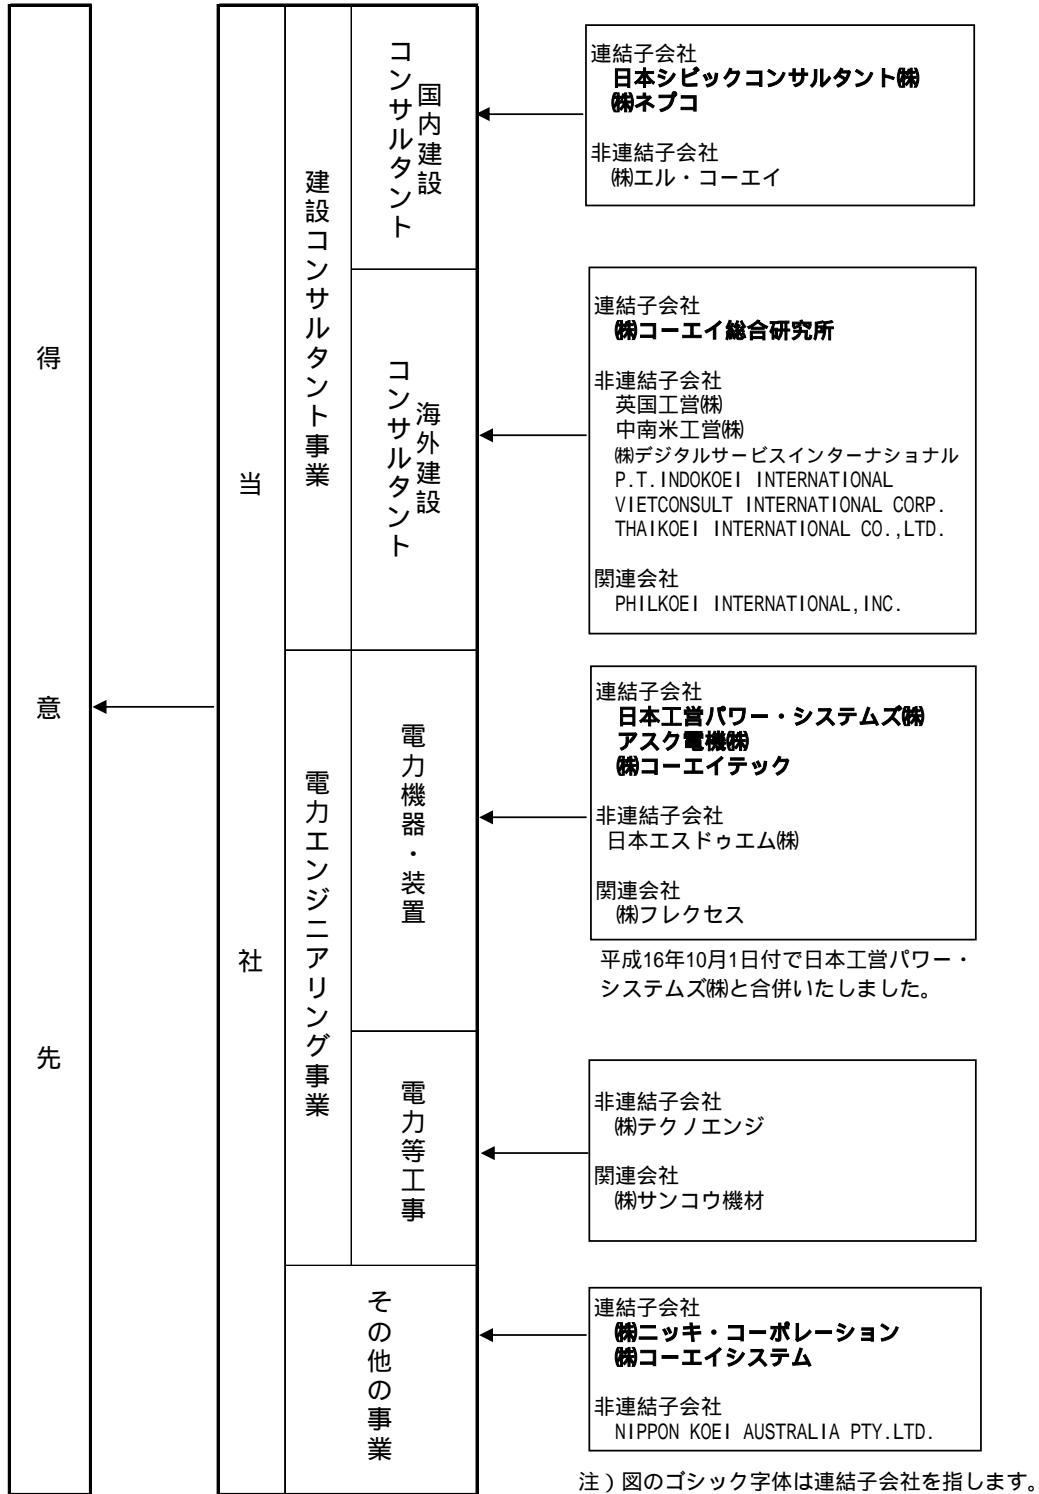 得意先
当社
建設コンサルタント事業
国内建設
コンサルタント
連結子会社
日本シビックコンサルタント㈱
㈱ネプコ
非連結子会社
㈱エル・コーエイ
海外建設
コンサルタント
連結子会社
㈱コーエイ総合研究所
非連結子会社
英国工営㈱
中南米工営㈱
㈱デジタルサービスインターナショナル
P.T.INDOKOEI INTERNATIONAL
VIETCONSULT INTERNATIONAL CORP.
THAIKOEI INTERNATIONAL CO.,LTD.
関連会社
PHILKOEI INTERNATIONAL,INC.
電力エンジニアリング事業
電力機器・装置
連結子会社
日本工営パワー・システムズ㈱
アスク電機㈱
㈱コーエイテック
非連結子会社
日本エスドゥエム㈱
関連会社
㈱フレクセス
平成16年10月1日付で日本工営パワー・
システムズ㈱と合併いたしました。
電力等工事
非連結子会社
㈱テクノエンジ
関連会社
㈱サンコウ機材
その他の事業
連結子会社
㈱ニッキ・コーポレーション
㈱コーエイシステム
非連結子会社
NIPPON KOEI AUSTRALIA PTY.LTD.
注）図のゴシック字体は連結子会社を指します。